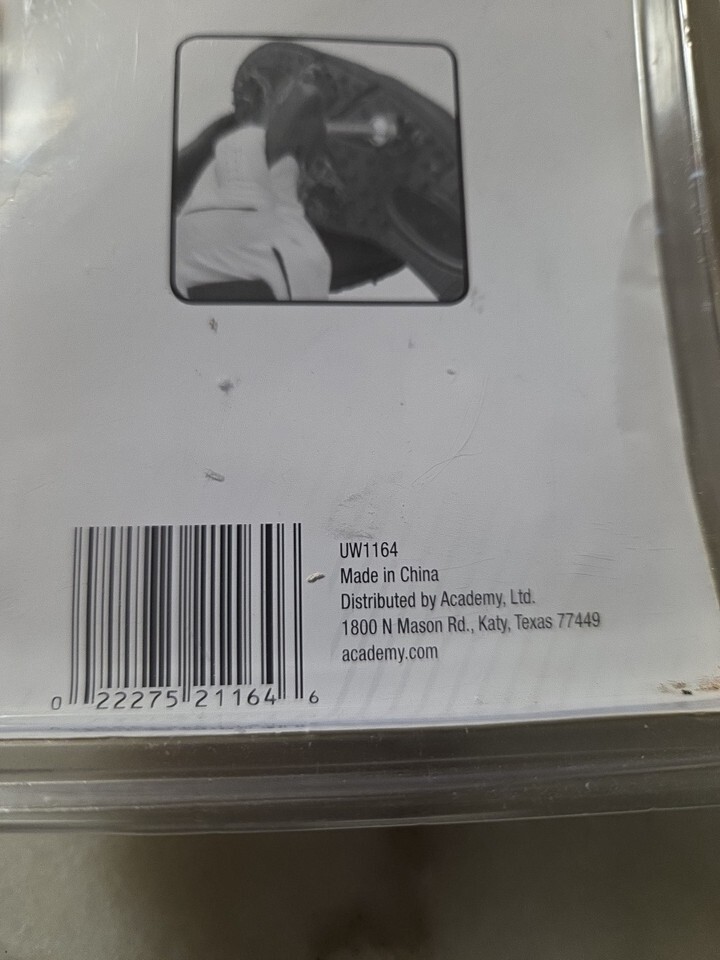 UW1164
Made in China
Distributed by Academy, Ltd.
1800 N Mason Rd., Katy, Texas 77449
academy.com
0 22275 21164 6